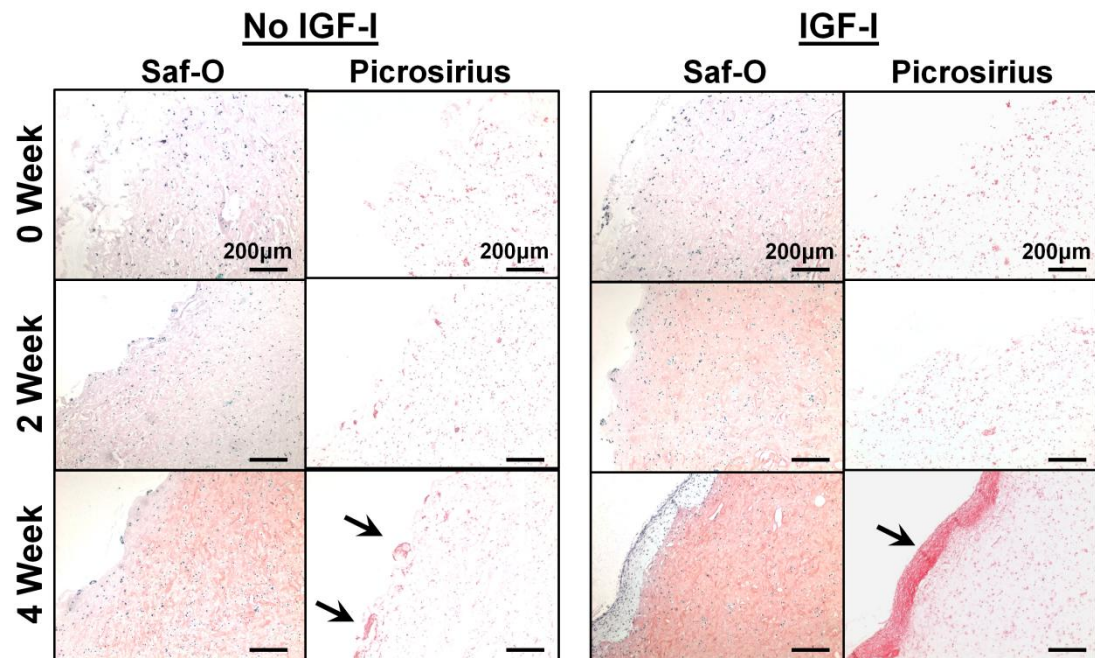 No IGF-I IGF-I
Saf-O Picrosirius Saf-O Picrosirius
0 Week
200µm 200µm 200µm 200µm
2 Week
4 Week